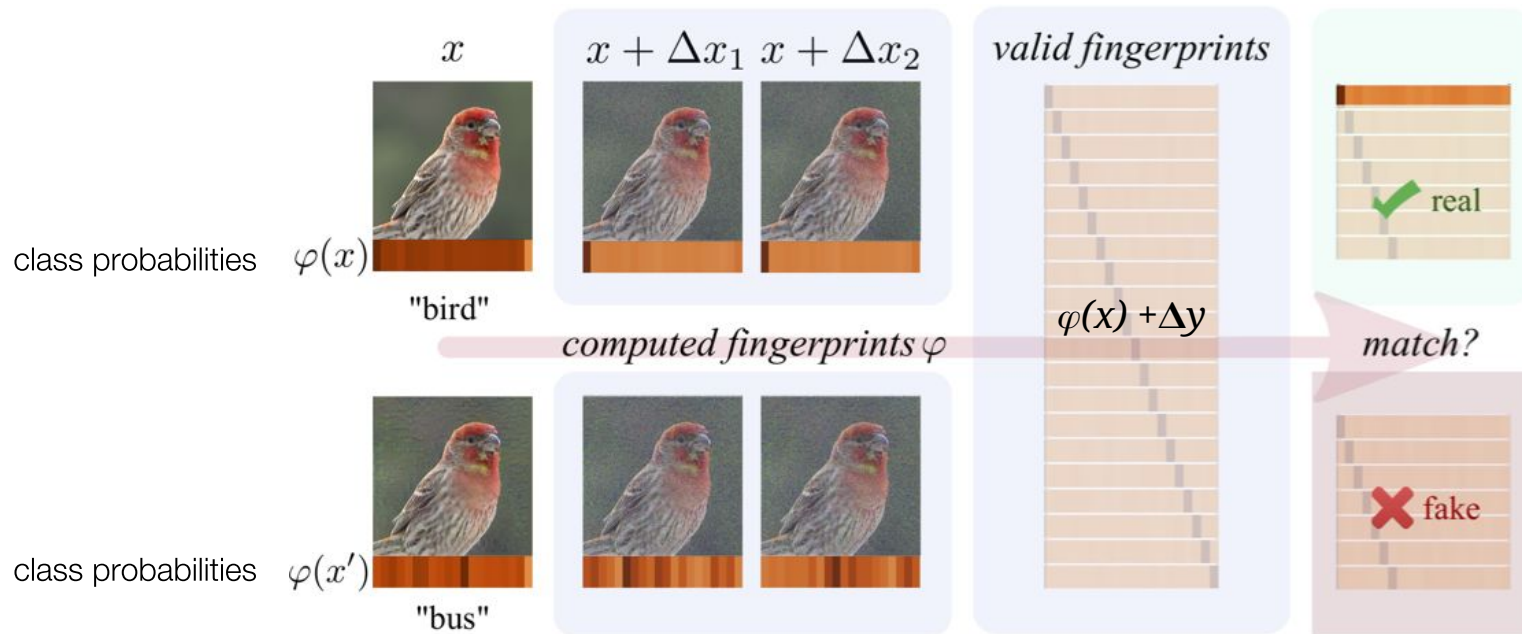 x
x + Δx₁
x + Δx₂
valid fingerprints
class probabilities
φ(x)
"bird"
real
computed fingerprints φ
φ(x) +Δy
match?
class probabilities
φ(x′)
"bus"
fake